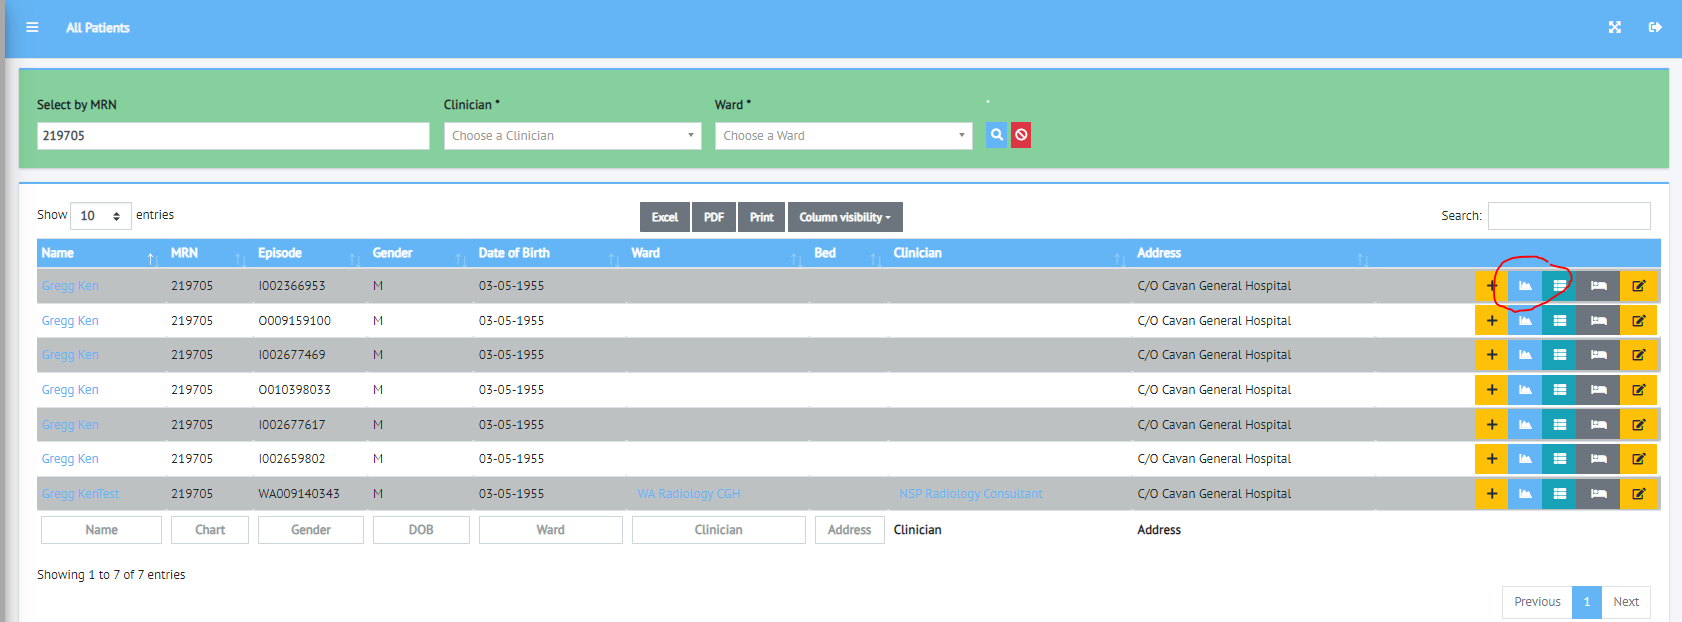 All Patients
Select by MRN Clinician * Ward * *
219705 Choose a Clinician Choose a Ward
Show 10 entries Excel PDF Print Column visibility Search:
Name MRN Episode Gender Date of Birth Ward Bed Clinician Address
Gregg Ken 219705 I002366953 M 03-05-1955 C/O Cavan General Hospital
Gregg Ken 219705 O009159100 M 03-05-1955 C/O Cavan General Hospital
Gregg Ken 219705 I002677469 M 03-05-1955 C/O Cavan General Hospital
Gregg Ken 219705 O010398033 M 03-05-1955 C/O Cavan General Hospital
Gregg Ken 219705 I002677617 M 03-05-1955 C/O Cavan General Hospital
Gregg Ken 219705 I002659802 M 03-05-1955 C/O Cavan General Hospital
Gregg KenTest 219705 WA009140343 M 03-05-1955 WA Radiology CGH NSP Radiology Consultant C/O Cavan General Hospital
Name Chart Gender DOB Ward Clinician Address Clinician Address
Showing 1 to 7 of 7 entries
Previous 1 Next